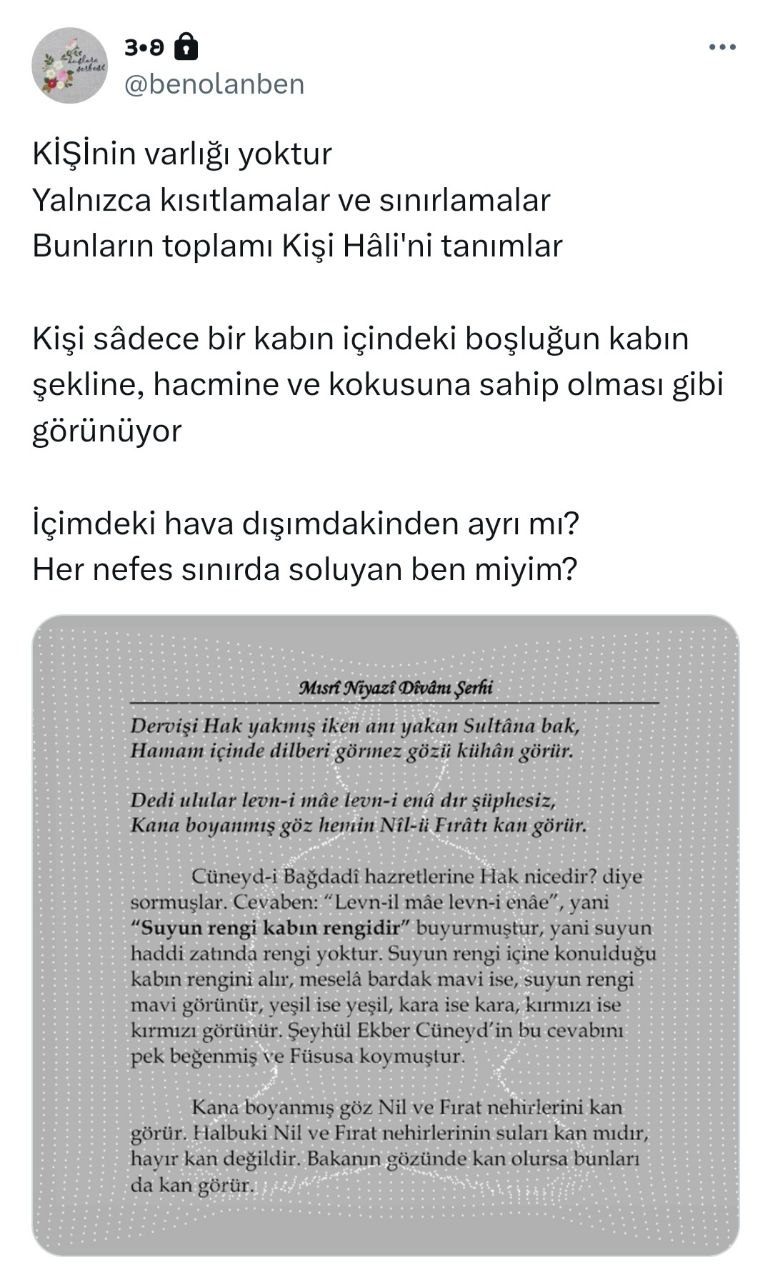 3•୧
@benolanben
KİŞİnin varlığı yoktur
Yalnızca kısıtlamalar ve sınırlamalar
Bunların toplamı Kişi Hâli'ni tanımlar
Kişi sâdece bir kabın içindeki boşluğun kabın
şekline, hacmine ve kokusuna sahip olması gibi
görünüyor
İçimdeki hava dışımdakinden ayrı mı?
Her nefes sınırda soluyan ben miyim?
Mısrî Niyazî Dîvânı Şerhi
Dervişi Hak yakmış iken anı yakan Sultâna bak,
Hamam içinde dilberi görmez gözü kühân görür.
Dedi ulular levn-i mâe levn-i enâ dır şüphesiz,
Kana boyanmış göz hemin Nîl-ü Fırâtı kan görür.
Cüneyd-i Bağdadî hazretlerine Hak nicedir? diye
sormuşlar. Cevaben: “Levn-il mâe levn-i enâe”, yani
“Suyun rengi kabın rengidir” buyurmuştur, yani suyun
haddi zatında rengi yoktur. Suyun rengi içine konulduğu
kabın rengini alır, meselâ bardak mavi ise, suyun rengi
mavi görünür, yeşil ise yeşil, kara ise kara, kırmızı ise
kırmızı görünür. Şeyhül Ekber Cüneyd’in bu cevabını
pek beğenmiş ve Füsusa koymuştur.
Kana boyanmış göz Nil ve Fırat nehirlerini kan
görür. Halbuki Nil ve Fırat nehirlerinin suları kan mıdır,
hayır kan değildir. Bakanın gözünde kan olursa bunları
da kan görür.